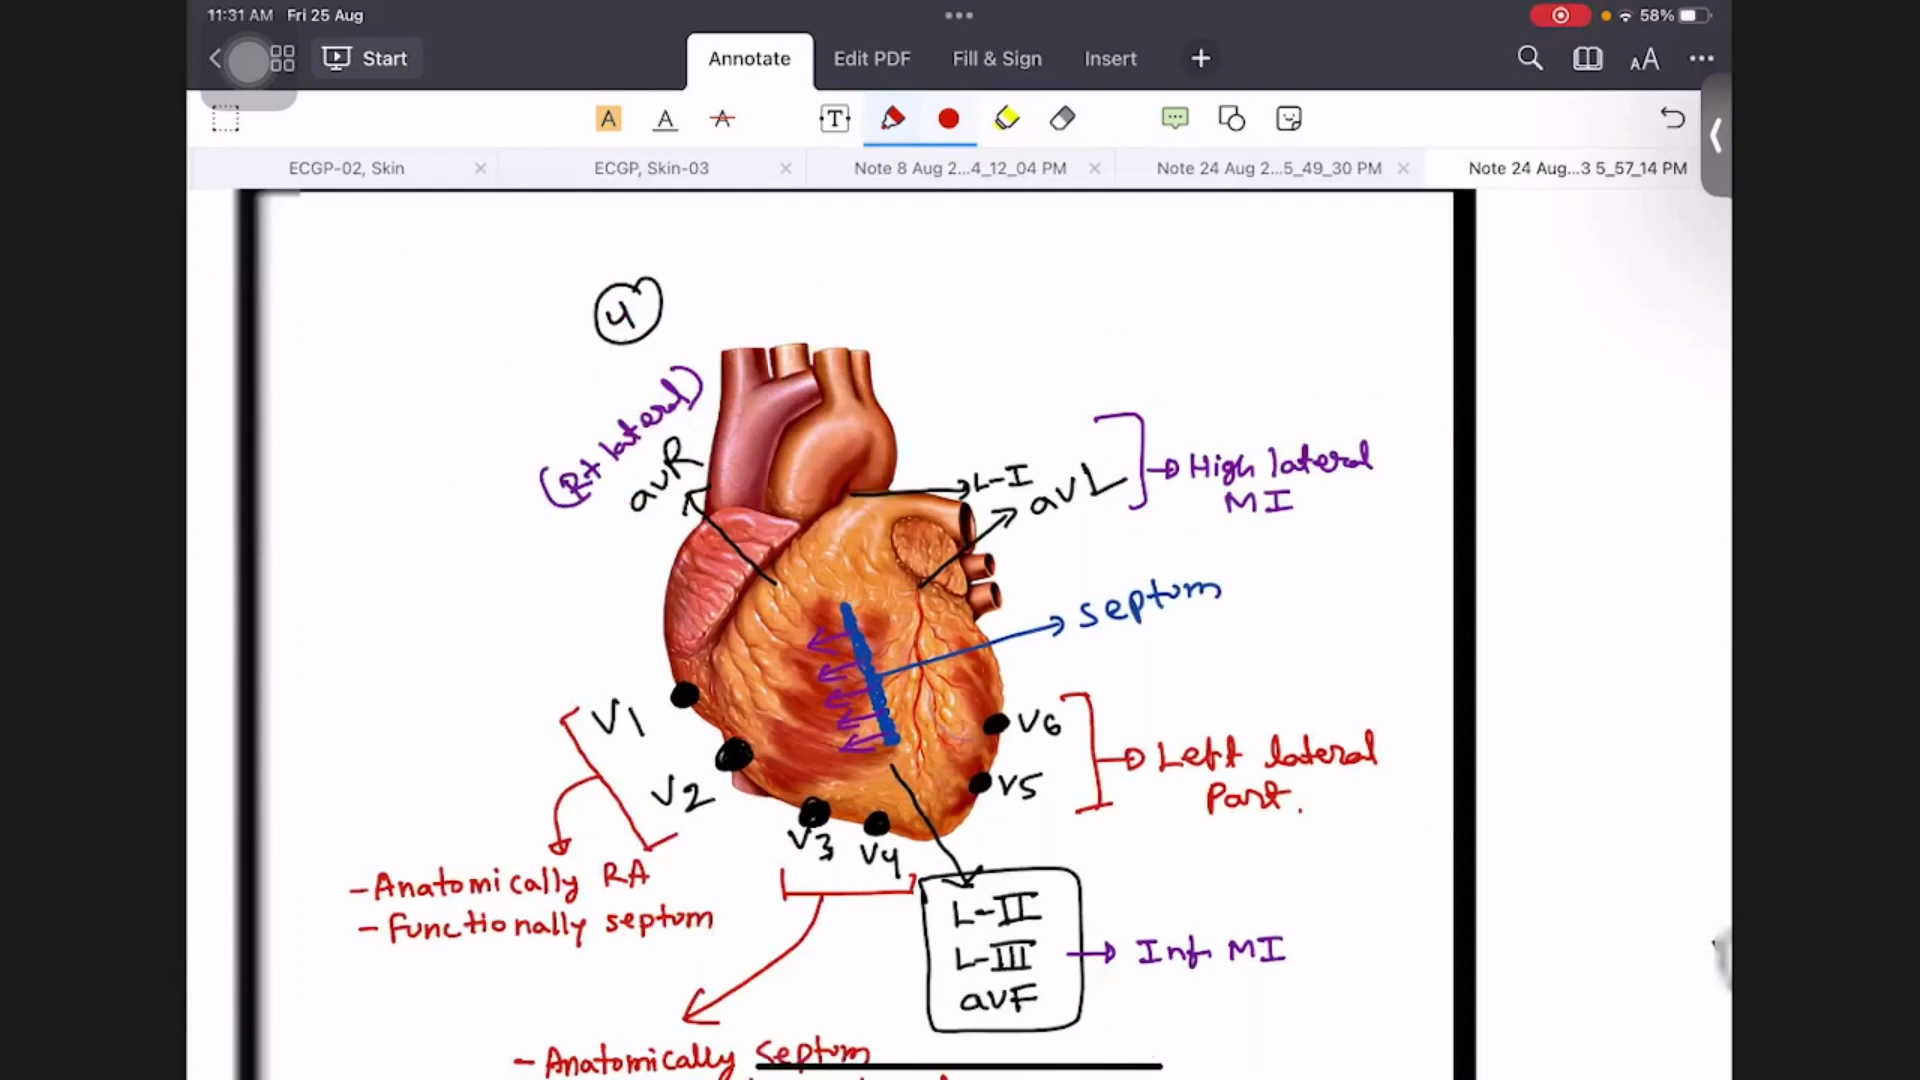 11:31 AM Fri 25 Aug
58%
Start
Annotate
Edit PDF
Fill & Sign
Insert
ECGP-02, Skin
ECGP, Skin-03
Note 8 Aug 2...4_12_04 PM
Note 24 Aug 2...5_49_30 PM
Note 24 Aug...3 5_57_14 PM
4
(Rt lateral)
avR
L-I
avL
High lateral
MI
septum
V1
V2
V3
V4
V5
V6
Left lateral
Part.
-Anatomically RA
-Functionally septum
L-II
L-III
avF
Inf MI
-Anatomically Septum